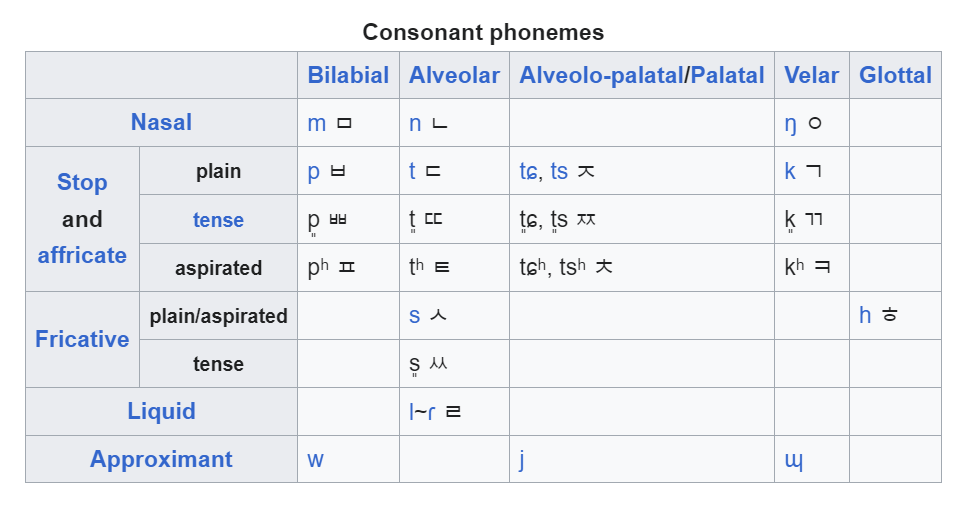 Consonant phonemes
Bilabial Alveolar Alveolo-palatal/Palatal Velar Glottal
Nasal m ㅁ n ㄴ ŋ ㅇ
Stop and affricate
plain p ㅂ t ㄷ tɕ, ts ㅈ k ㄱ
tense p͈ ㅃ t͈ ㄸ t͈ɕ, t͈s ㅉ k͈ ㄲ
aspirated pʰ ㅍ tʰ ㅌ tɕʰ, tsʰ ㅊ kʰ ㅋ
Fricative
plain/aspirated s ㅅ h ㅎ
tense s͈ ㅆ
Liquid l~ɾ ㄹ
Approximant w j ɰ